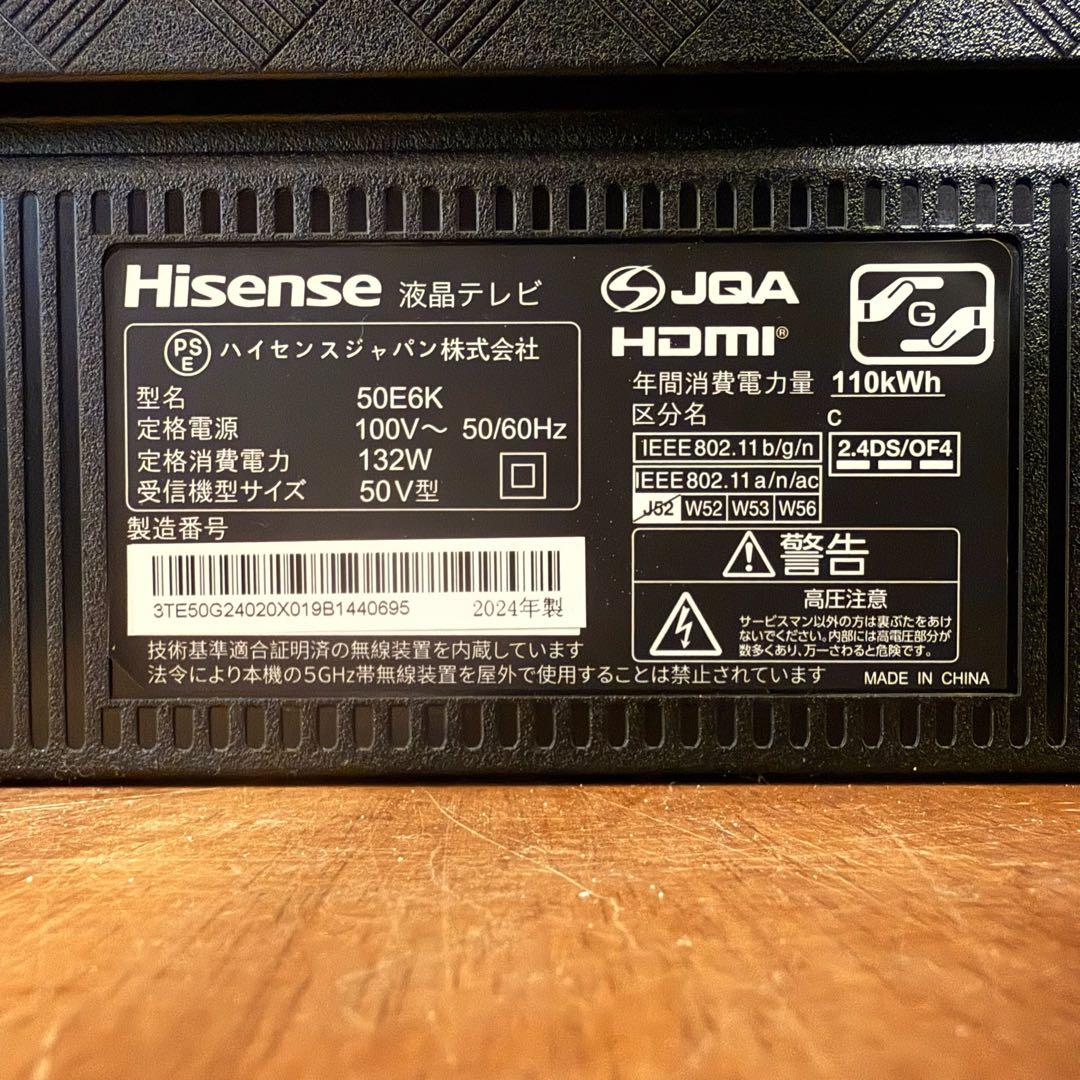 Hisense 液晶テレビ
PS
E
ハイセンスジャパン株式会社
型名 50E6K
定格電源 100V～ 50/60Hz
定格消費電力 132W
受信機型サイズ 50V型
製造番号
3TE50G24020X019B1440695 2024年製
技術基準適合証明済の無線装置を内蔵しています
法令により本機の5GHz帯無線装置を屋外で使用することは禁止されています
S JQA
HDMI®
G
年間消費電力量 110kWh
区分名 C
IEEE802.11b/g/n
2.4DS/OF4
IEEE802.11a/n/ac
J52 W52 W53 W56
警告
高圧注意
サービスマン以外の方は裏ぶたをあけ
ないでください。内部には高電圧部分が
数多くあり、万一さわると危険です。
MADE IN CHINA